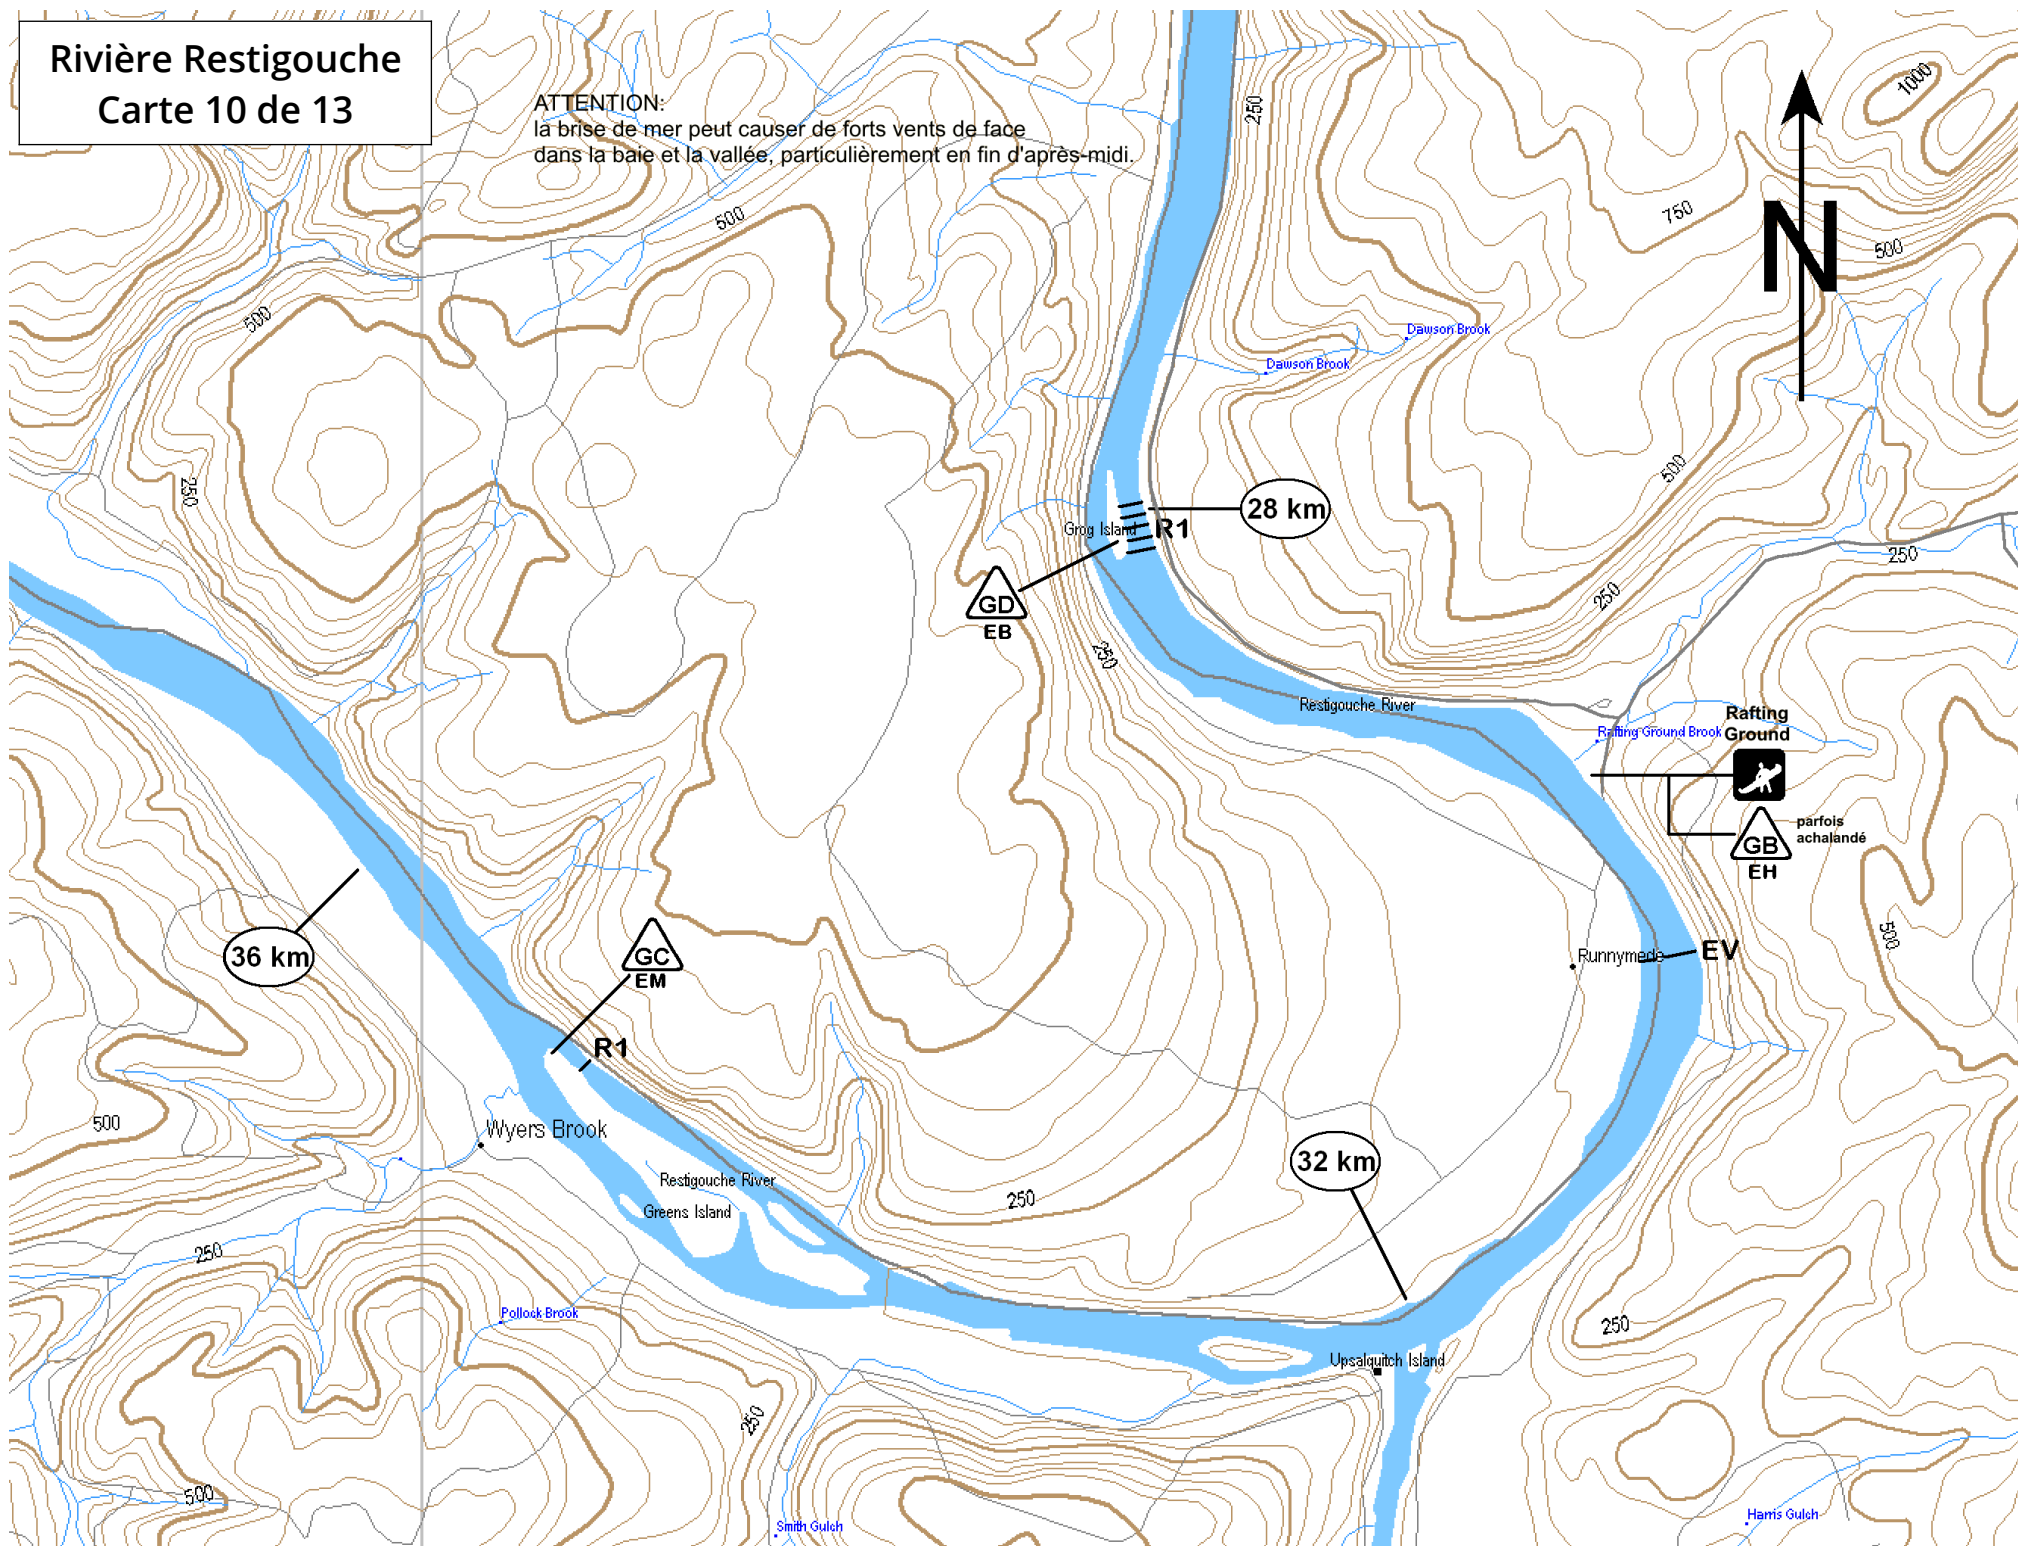 Rivière Restigouche
Carte 10 de 13
ATTENTION:
la brise de mer peut causer de forts vents de face
dans la baie et la vallée, particulièrement en fin d'après-midi.
1000
250
750
N
500
500
500
Dawson Brook
Dawson Brook
250
500
28 km
Grog Island
R1
250
250
GD
EB
250
Restigouche River
Rafting
Ground
Rafting Ground Brook
parfois
achalandé
GB
EH
500
36 km
GC
EM
Runnymede
EV
R1
500
Wyers Brook
32 km
Restigouche River
250
Greens Island
250
Pollock Brook
250
Upsalquitch Island
250
500
Smith Gulch
Harris Gulch